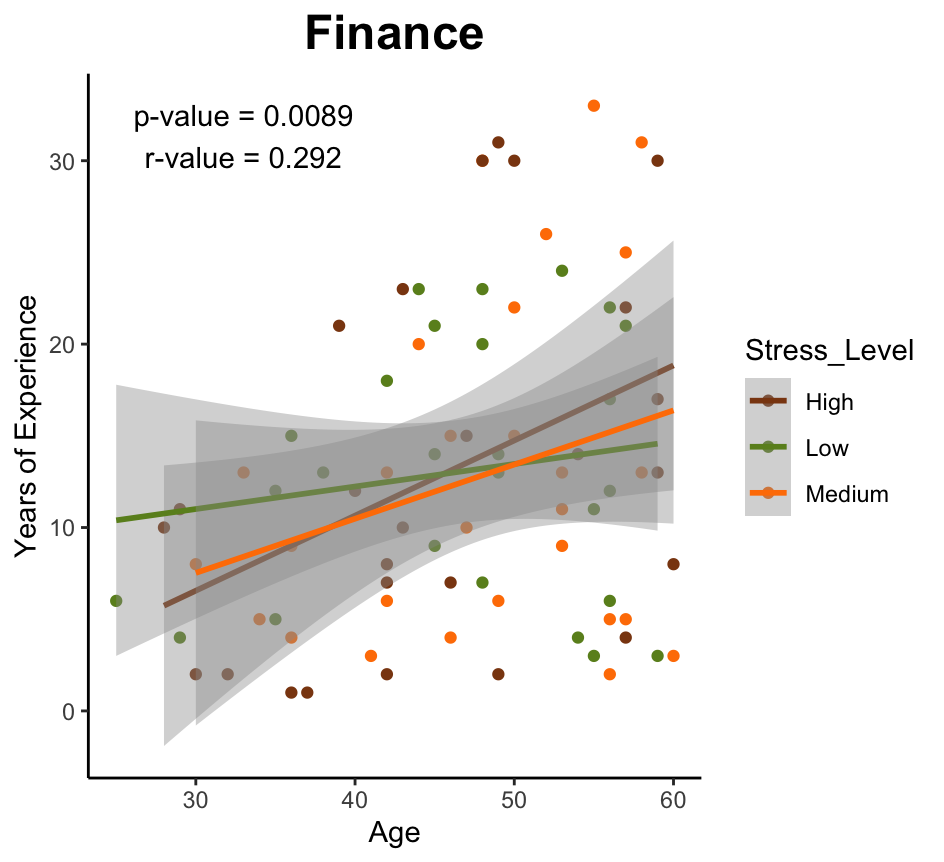 Finance
p-value = 0.0089
r-value = 0.292
Years of Experience
30
20
10
0
30 40 50 60
Age
Stress_Level
High
Low
Medium